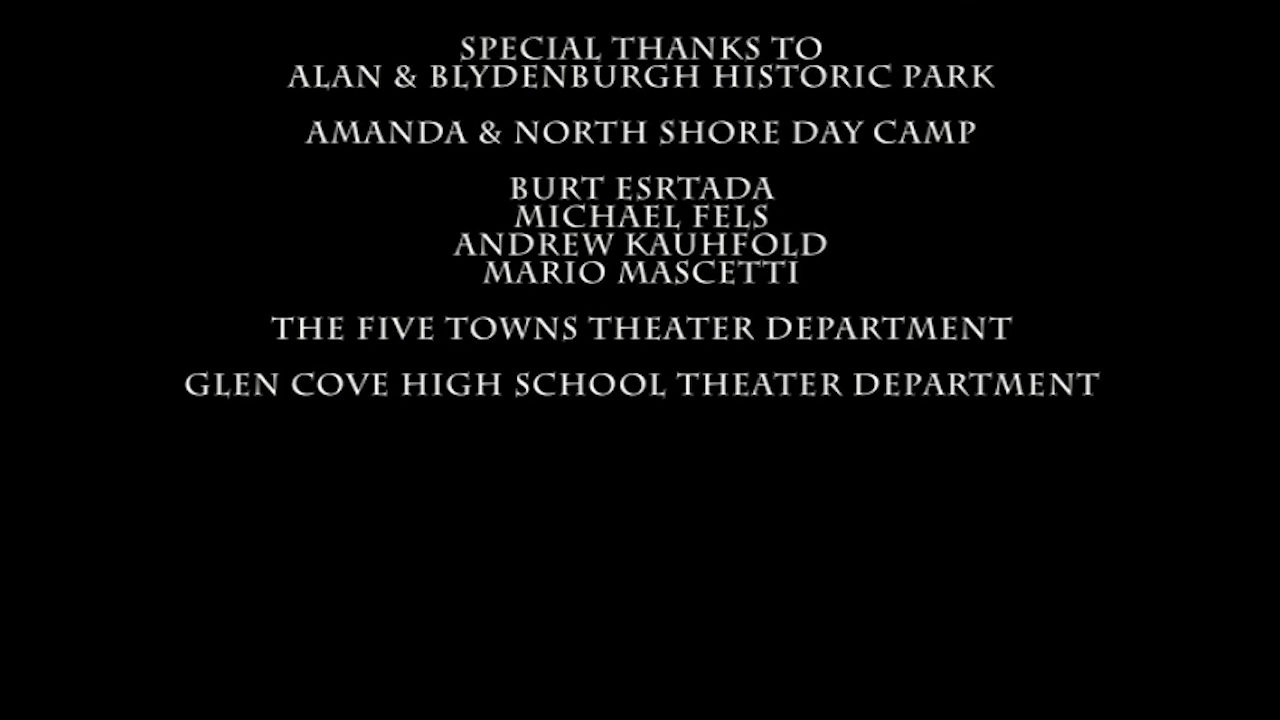 SPECIAL THANKS TO
ALAN & BLYDENBURGH HISTORIC PARK
AMANDA & NORTH SHORE DAY CAMP
BURT ESRTADA
MICHAEL FELS
ANDREW KAUHFOLD
MARIO MASCETTI
THE FIVE TOWNS THEATER DEPARTMENT
GLEN COVE HIGH SCHOOL THEATER DEPARTMENT